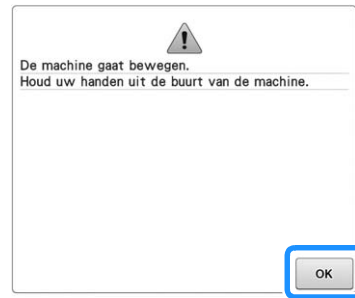 De machine gaat bewegen.
Houd uw handen uit de buurt van de machine.
OK